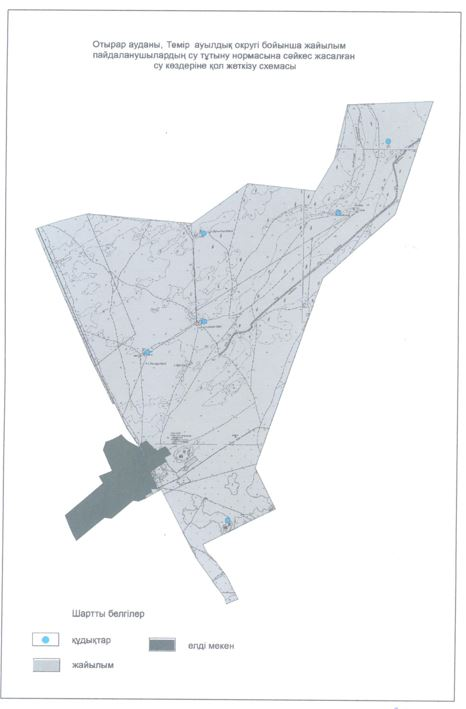 Отырар ауданы, Темір ауылдық округі бойынша жайылым
пайдаланушылардың су тұтыну нормасына сәйкес жасалған
су көздеріне қол жеткізу схемасы
Шартты белгілер
құдықтар
елді мекен
жайылым